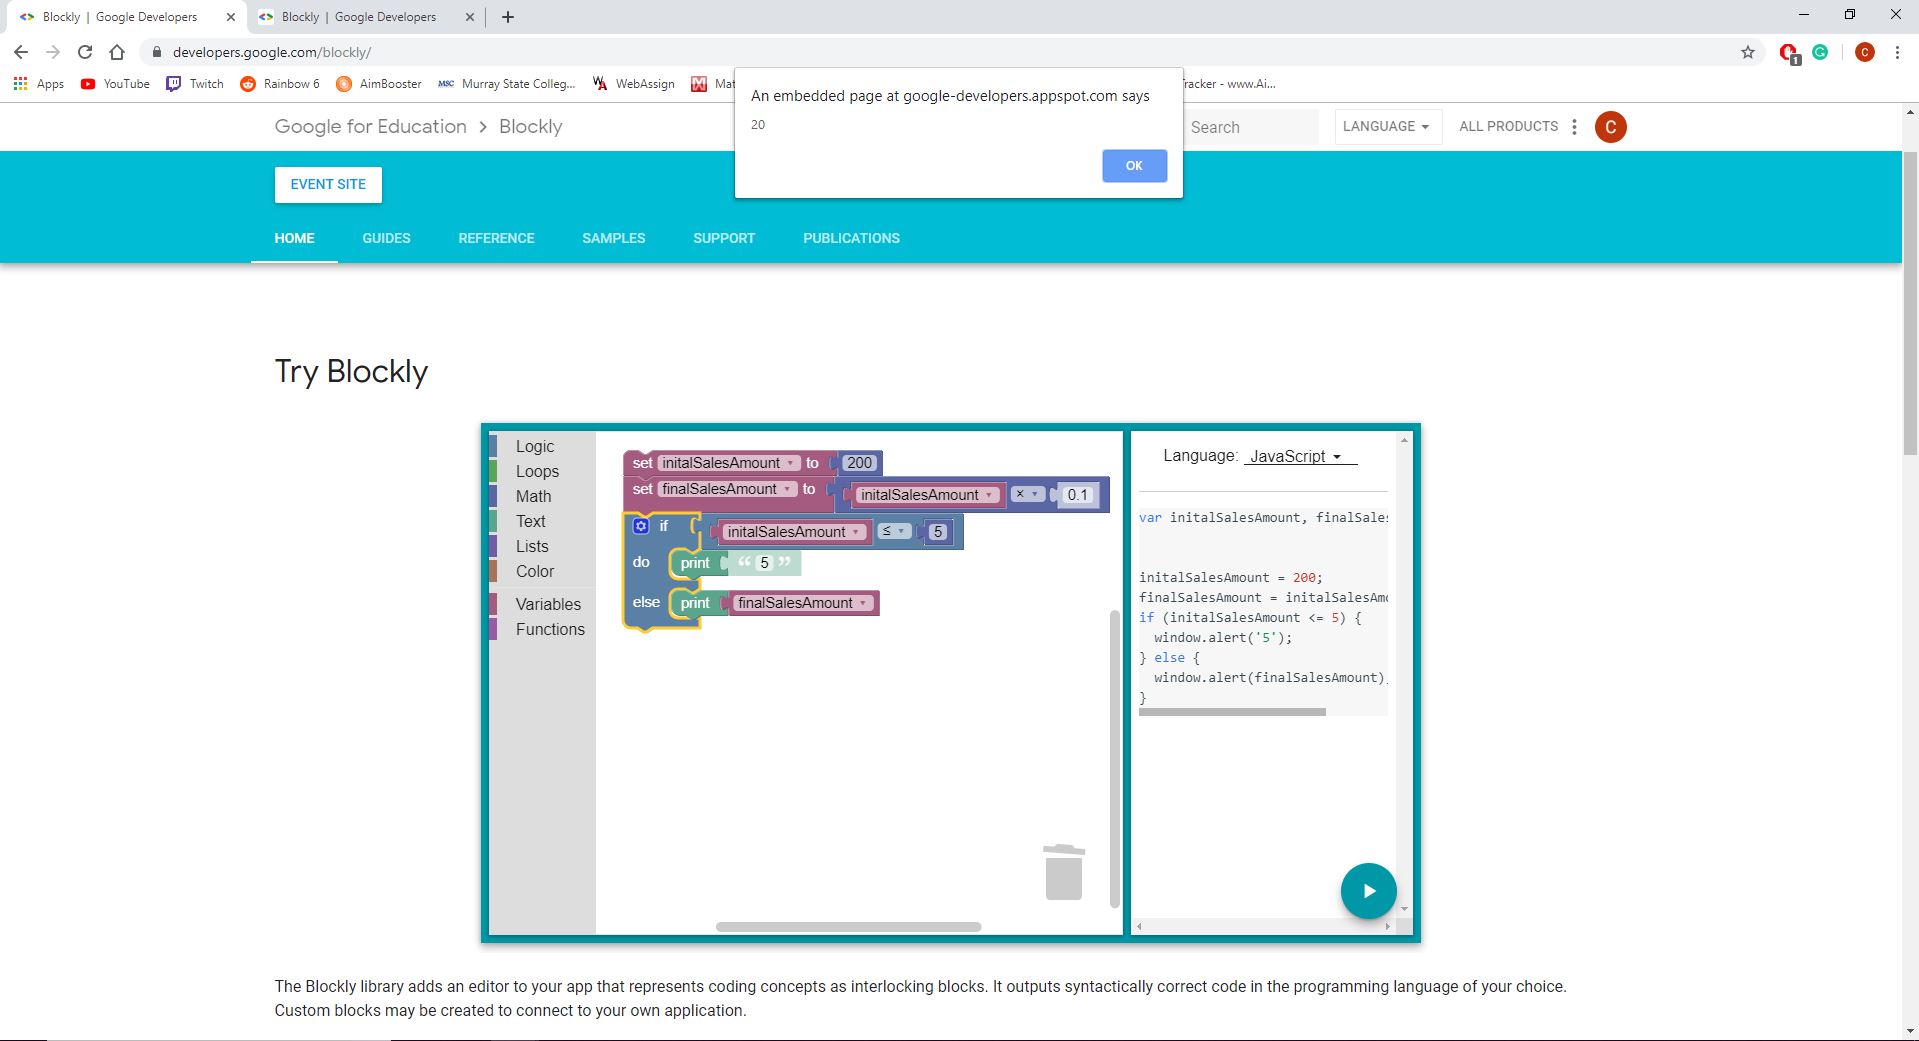 Blockly | Google Developers
Blockly | Google Developers
developers.google.com/blockly/
1
C
Apps
YouTube
Twitch
Rainbow 6
AimBooster
MSC Murray State Colleg...
WebAssign
Mat
racker - www.Ai...
An embedded page at google-developers.appspot.com says
20
OK
Google for Education > Blockly
Search
LANGUAGE
ALL PRODUCTS
C
EVENT SITE
HOME
GUIDES
REFERENCE
SAMPLES
SUPPORT
PUBLICATIONS
Try Blockly
Logic
Loops
Math
Text
Lists
Color
Variables
Functions
set initalSalesAmount to 200
set finalSalesAmount to initalSalesAmount × 0.1
if initalSalesAmount ≤ 5
do print “ 5 ”
else print finalSalesAmount
Language: JavaScript
var initalSalesAmount, finalSales
initalSalesAmount = 200;
finalSalesAmount = initalSalesAmo
if (initalSalesAmount <= 5) {
window.alert('5');
} else {
window.alert(finalSalesAmount)
}
The Blockly library adds an editor to your app that represents coding concepts as interlocking blocks. It outputs syntactically correct code in the programming language of your choice.
Custom blocks may be created to connect to your own application.